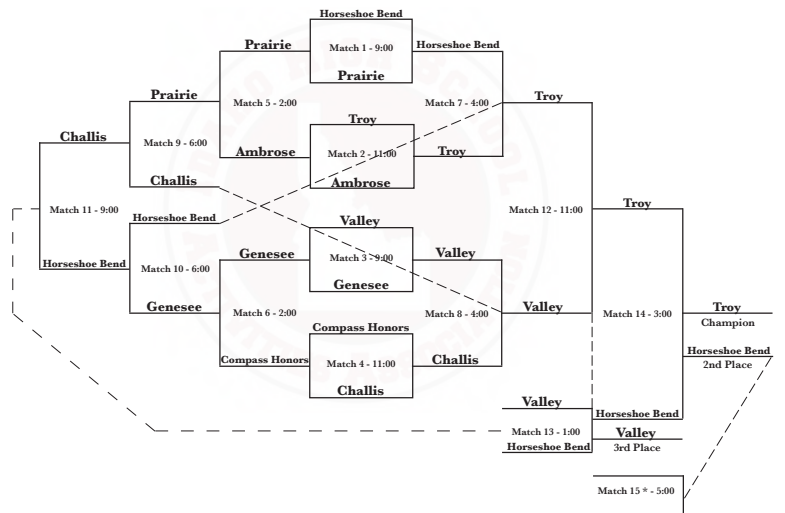 Horseshoe Bend
Prairie
Match 1 - 9:00
Horseshoe Bend
Prairie
Prairie
Match 5 - 2:00
Match 7 - 4:00
Troy
Troy
Challis
Match 9 - 6:00
Ambrose
Match 2 - 11:00
Troy
Challis
Ambrose
Match 11 - 9:00
Horseshoe Bend
Match 12 - 11:00
Troy
Valley
Horseshoe Bend
Match 10 - 6:00
Genesee
Match 3 - 9:00
Valley
Genesee
Genesee
Match 6 - 2:00
Match 8 - 4:00
Valley
Match 14 - 3:00
Troy
Champion
Compass Honors
Compass Honors
Match 4 - 11:00
Challis
Horseshoe Bend
2nd Place
Challis
Valley
Horseshoe Bend
Match 13 - 1:00
Valley
Horseshoe Bend
3rd Place
Match 15 * - 5:00